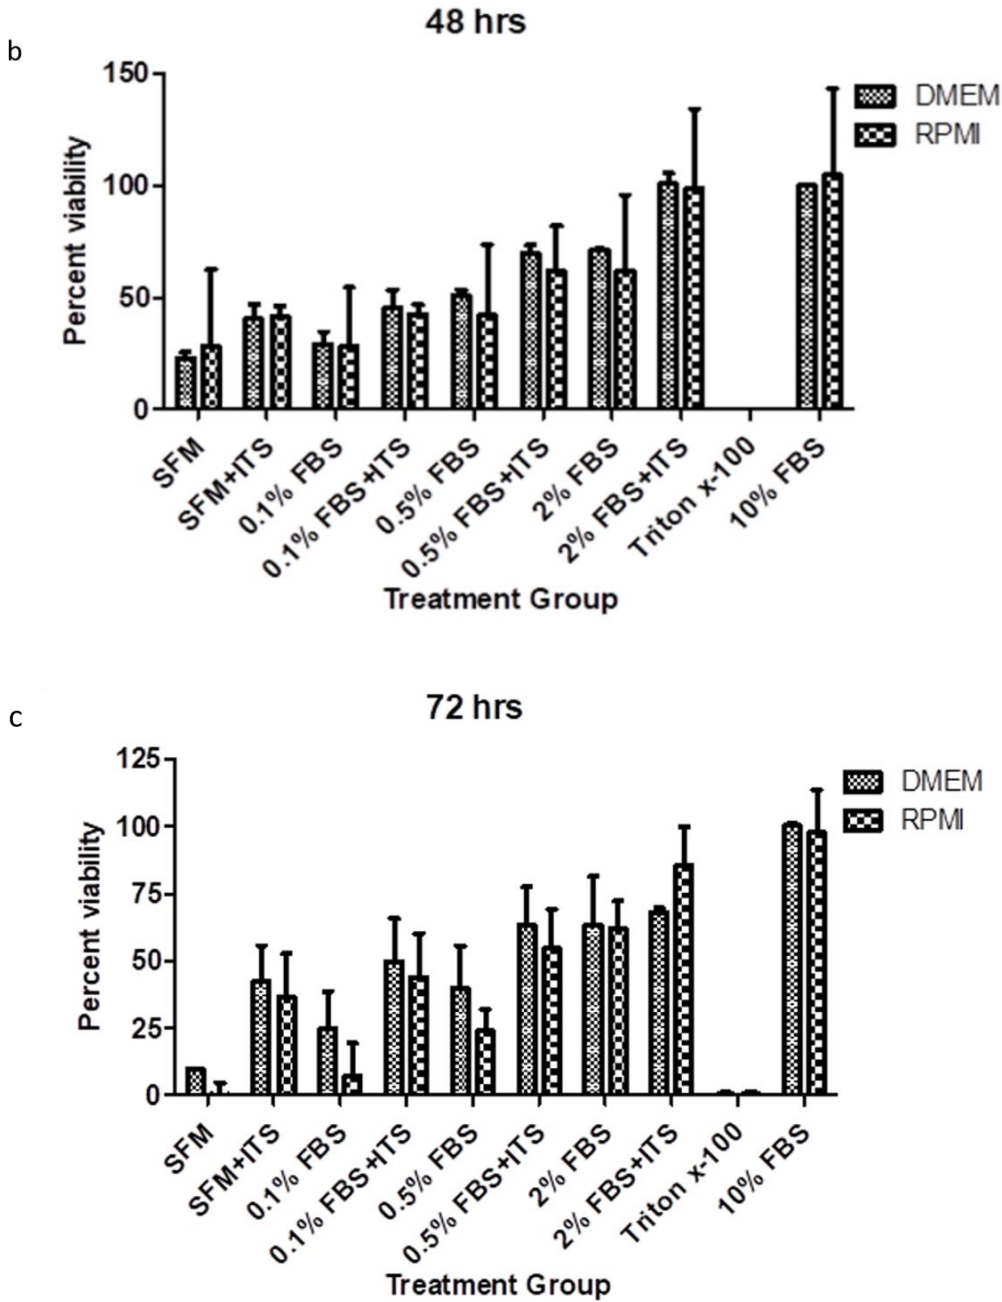 48 hrs
b
150
100
50
0
Percent viability
DMEM
RPMI
SFM
SFM+ITS
0.1% FBS
0.1% FBS+ITS
0.5% FBS
0.5% FBS+ITS
2% FBS
2% FBS+ITS
Triton x-100
10% FBS
Treatment Group
72 hrs
c
125
100
75
50
25
0
Percent viability
DMEM
RPMI
SFM
SFM+ITS
0.1% FBS
0.1% FBS+ITS
0.5% FBS
0.5% FBS+ITS
2% FBS
2% FBS+ITS
Triton x-100
10% FBS
Treatment Group